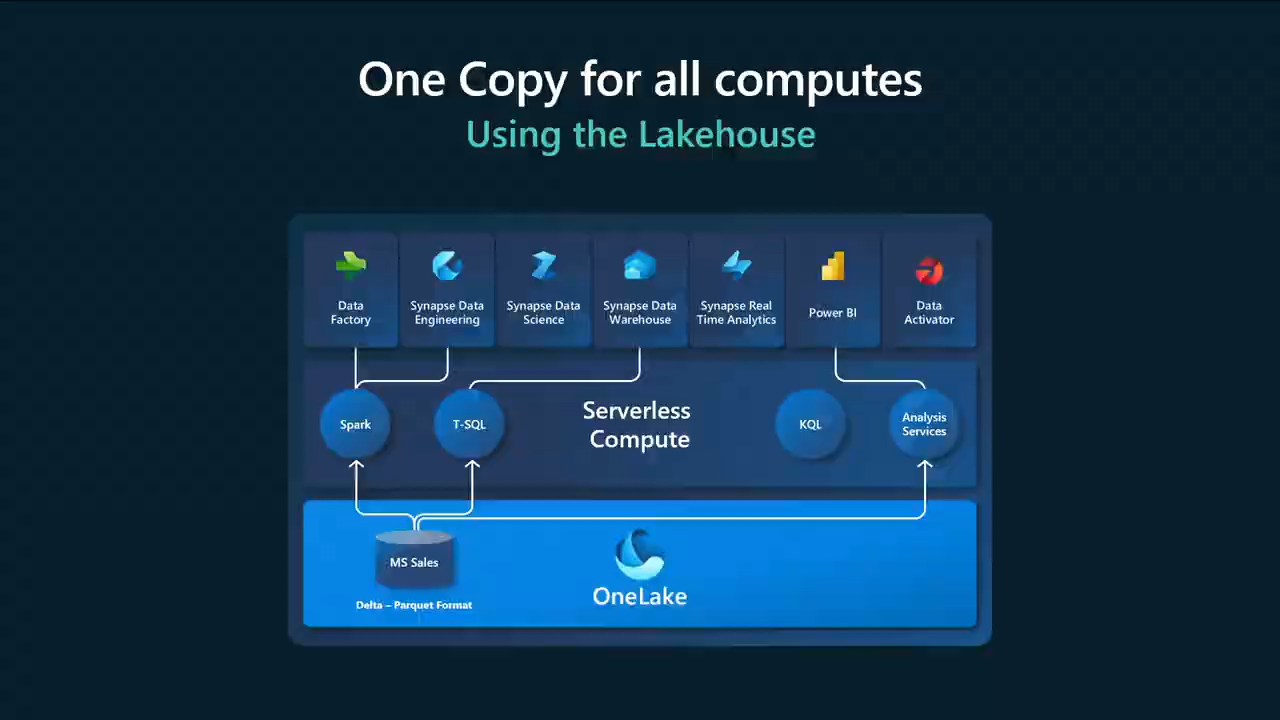 One Copy for all computes
Using the Lakehouse
Data
Factory
Synapse Data
Engineering
Synapse Data
Science
Synapse Data
Warehouse
Synapse Real
Time Analytics
Power BI
Data
Activator
Spark
T-SQL
Serverless
Compute
KQL
Analysis
Services
MS Sales
Delta – Parquet Format
OneLake